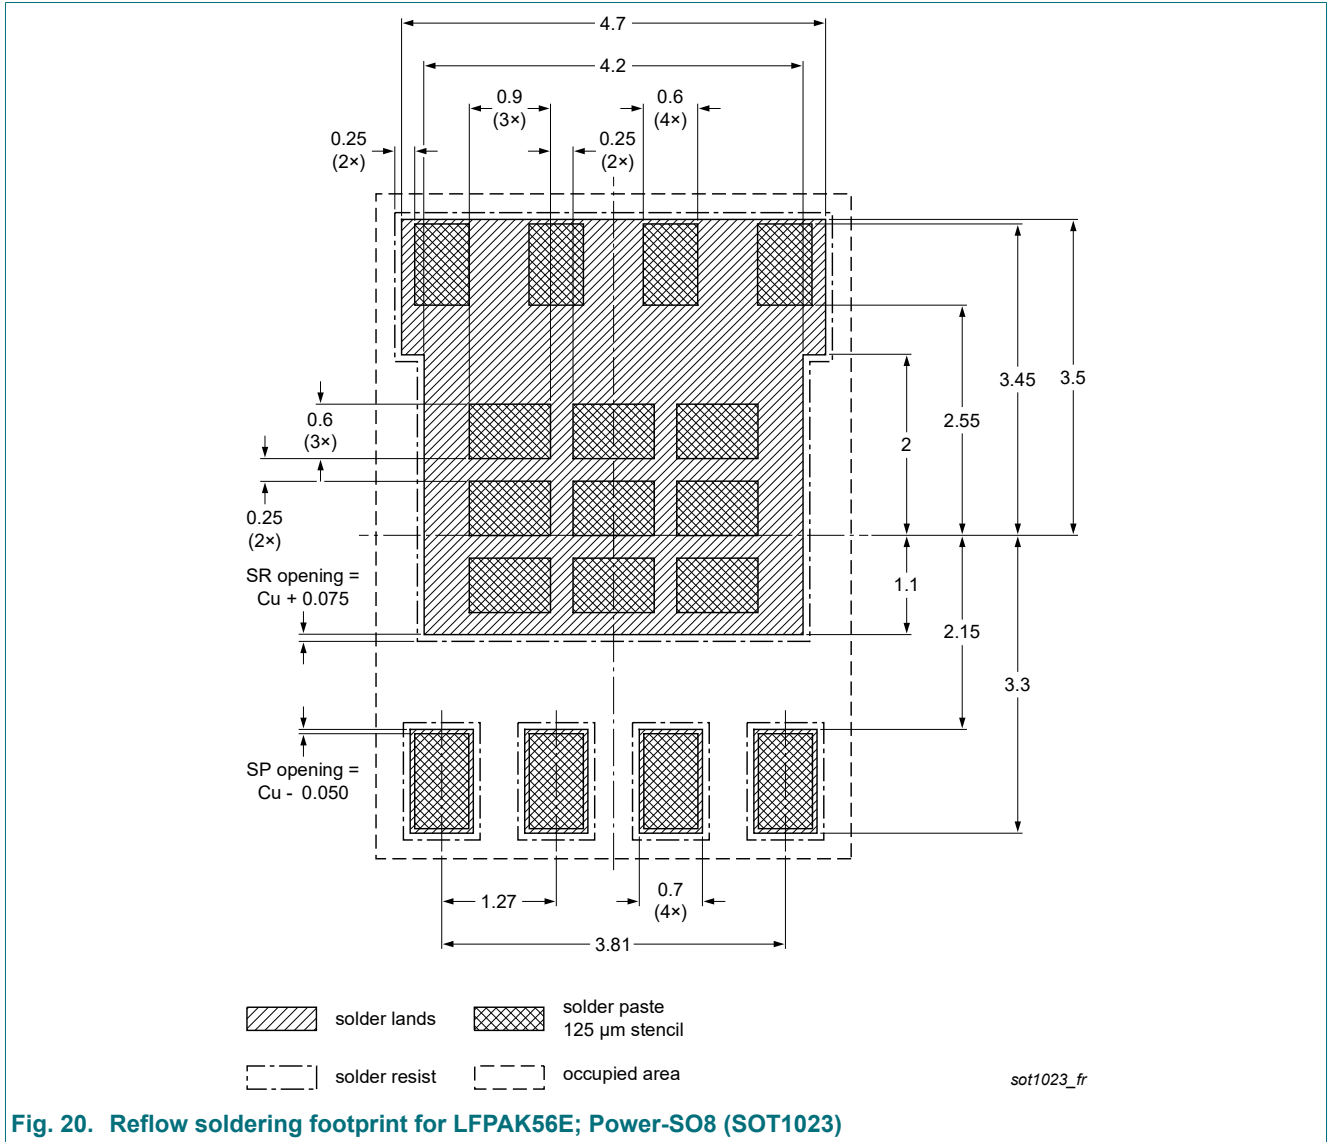 4.7
4.2
0.9
(3×)
0.6
(4×)
0.25
(2×)
0.25
(2×)
3.45
3.5
2.55
2
0.6
(3×)
0.25
(2×)
SR opening =
Cu + 0.075
1.1
2.15
3.3
SP opening =
Cu - 0.050
1.27
0.7
(4×)
3.81
solder lands
solder paste
125 µm stencil
solder resist
occupied area
sot1023_fr
Fig. 20. Reflow soldering footprint for LFPAK56E; Power-SO8 (SOT1023)